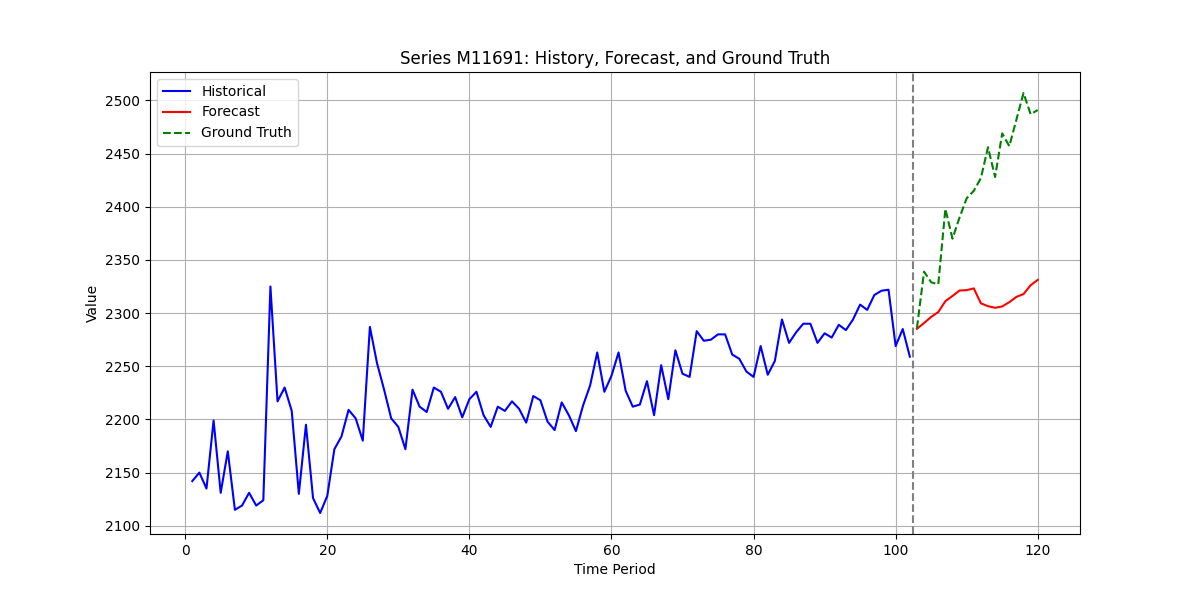 Series M11691: History, Forecast, and Ground Truth
Historical
Forecast
Ground Truth
2500
2450
2400
2350
2300
2250
2200
2150
2100
Value
0 20 40 60 80 100 120
Time Period